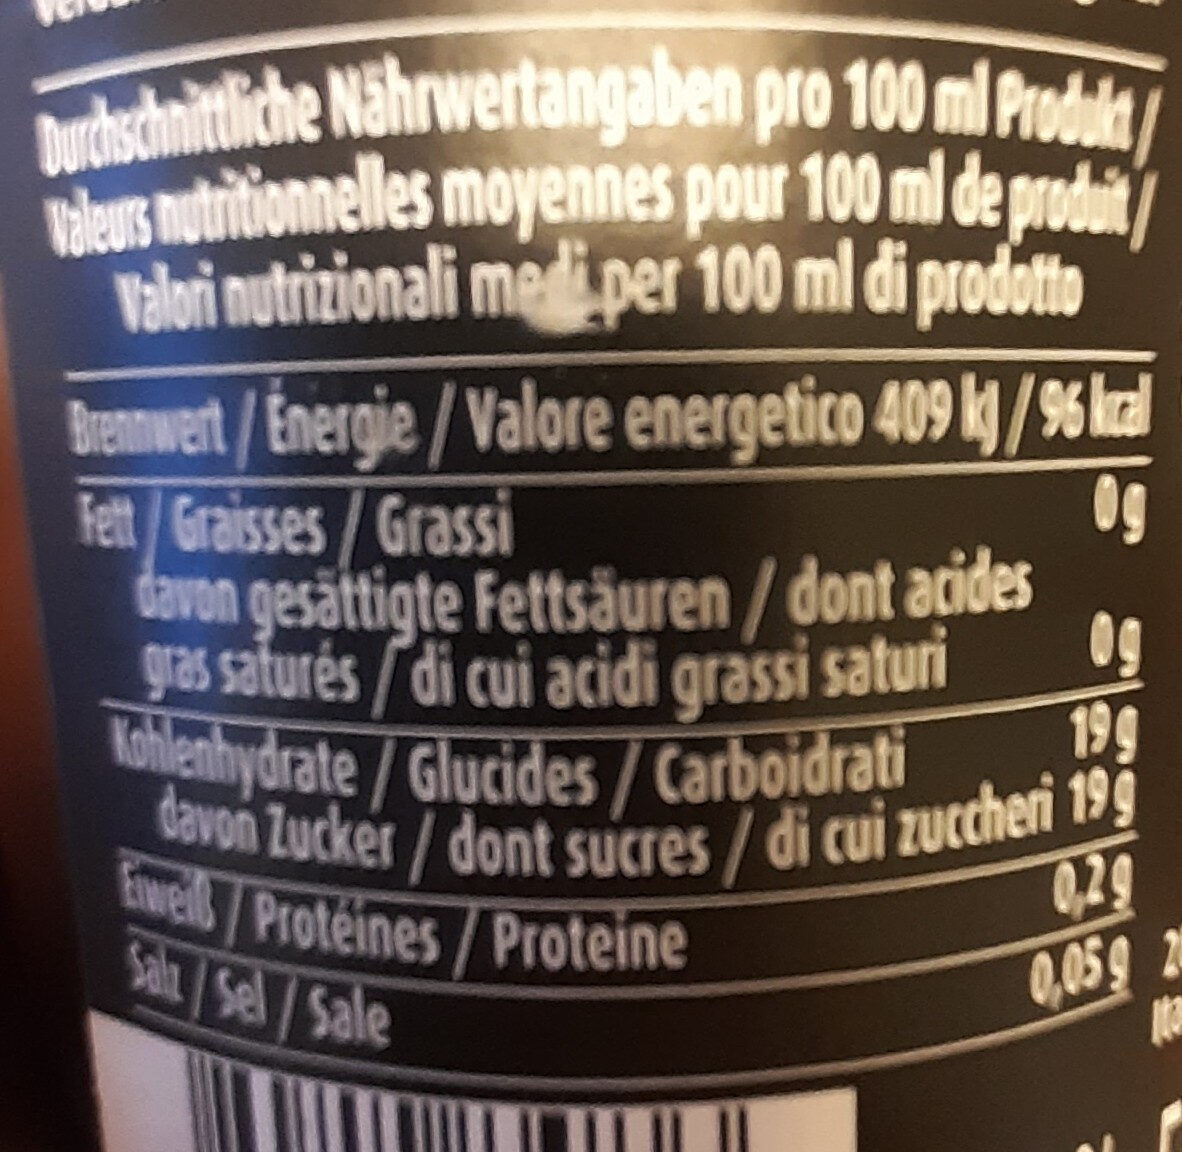 Durchschnittliche Nährwertangaben pro 100 ml Produkt /
Valeurs nutritionnelles moyennes pour 100 ml de produit /
Valori nutrizionali medi per 100 ml di prodotto
Brennwert / Énergie / Valore energetico 409 kJ / 96 kcal
Fett / Graisses / Grassi 0 g
davon gesättigte Fettsäuren / dont acides
gras saturés / di cui acidi grassi saturi 0 g
Kohlenhydrate / Glucides / Carboidrati 19 g
davon Zucker / dont sucres / di cui zuccheri 19 g
Eiweiß / Protéines / Proteine 0,2 g
Salz / Sel / Sale 0,05 g